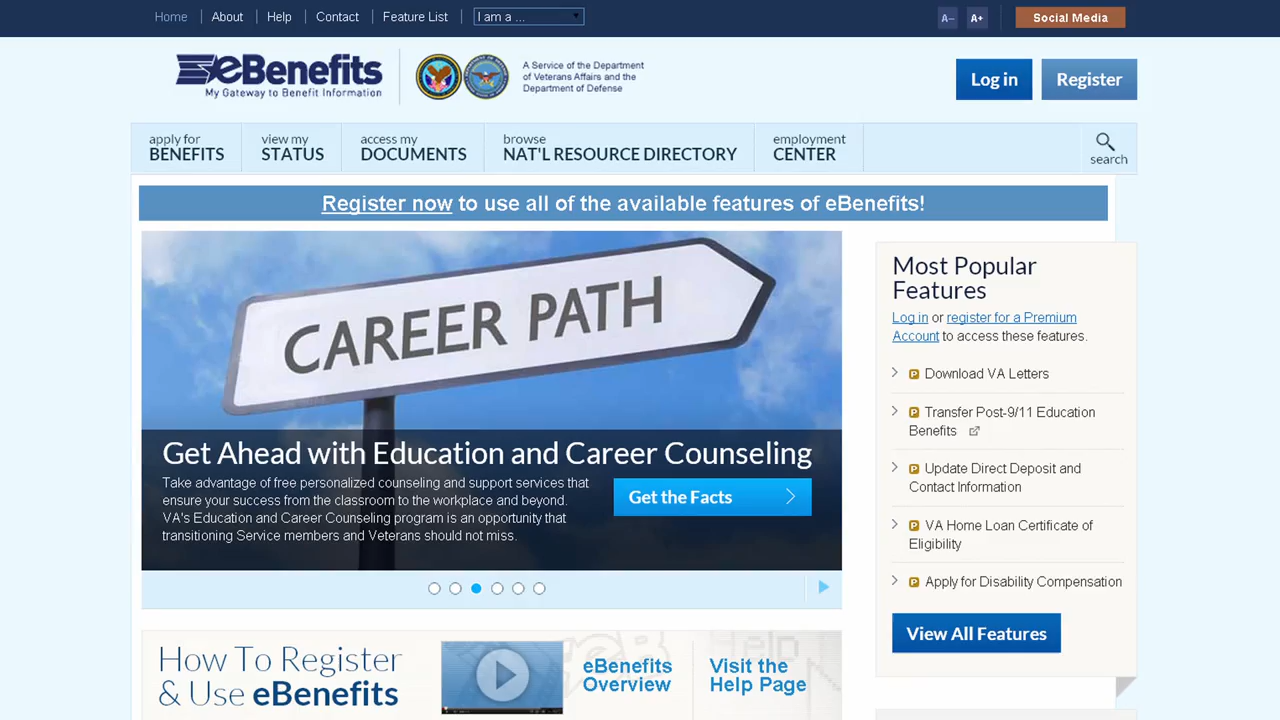 Home About Help Contact Feature List I am a ... A– A+ Social Media
eBenefits
My Gateway to Benefit Information
A Service of the Department
of Veterans Affairs and the
Department of Defense
Log in Register
apply for
BENEFITS
view my
STATUS
access my
DOCUMENTS
browse
NAT'L RESOURCE DIRECTORY
employment
CENTER
search
Register now to use all of the available features of eBenefits!
CAREER PATH
Get Ahead with Education and Career Counseling
Take advantage of free personalized counseling and support services that
ensure your success from the classroom to the workplace and beyond.
VA's Education and Career Counseling program is an opportunity that
transitioning Service members and Veterans should not miss.
Get the Facts
Most Popular
Features
Log in or register for a Premium
Account to access these features.
P Download VA Letters
P Transfer Post-9/11 Education
Benefits
P Update Direct Deposit and
Contact Information
P VA Home Loan Certificate of
Eligibility
P Apply for Disability Compensation
View All Features
How To Register
& Use eBenefits
eBenefits
Overview
Visit the
Help Page
Help